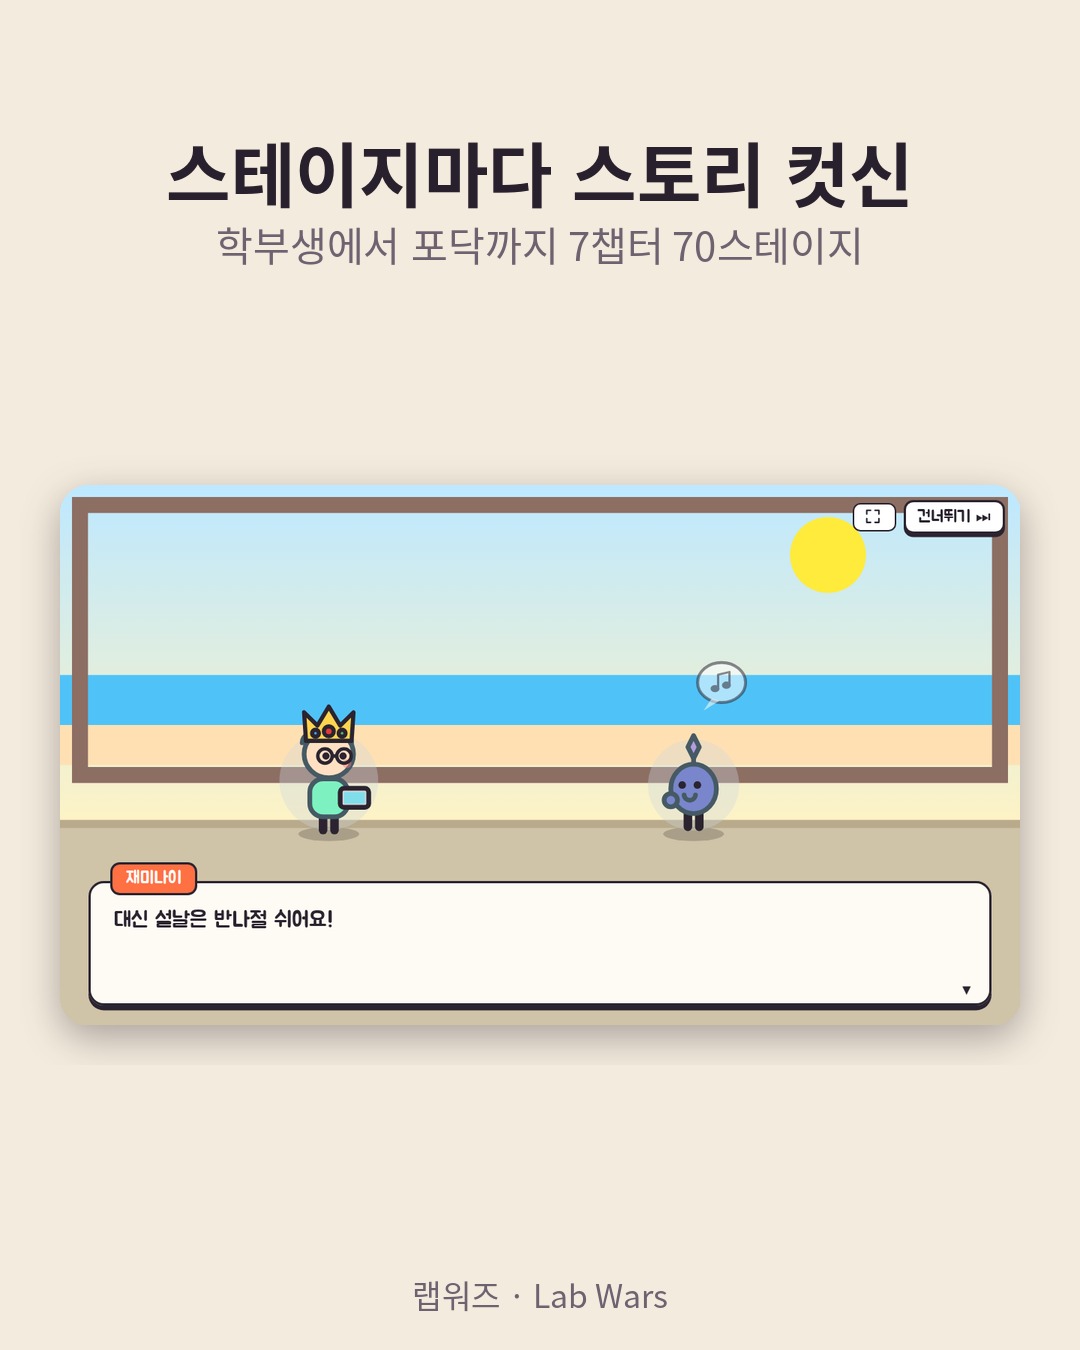 스테이지마다 스토리 컷신
학부생에서 포닥까지 7챕터 70스테이지
건너뛰기
재미나이
대신 설날은 반나절 쉬어요!
랩워즈 · Lab Wars